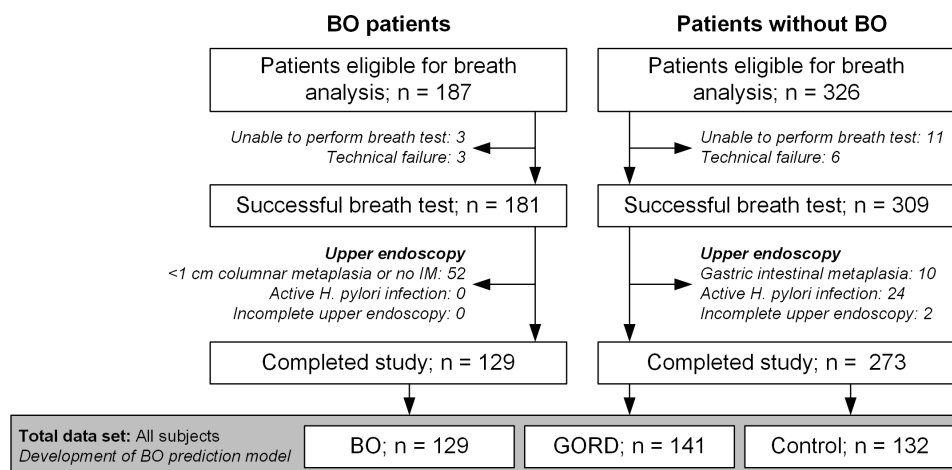 BO patients
Patients eligible for breath
analysis; n = 187
Unable to perform breath test: 3
Technical failure: 3
Successful breath test; n = 181
Upper endoscopy
<1 cm columnar metaplasia or no IM: 52
Active H. pylori infection: 0
Incomplete upper endoscopy: 0
Completed study; n = 129
Patients without BO
Patients eligible for breath
analysis; n = 326
Unable to perform breath test: 11
Technical failure: 6
Successful breath test; n = 309
Upper endoscopy
Gastric intestinal metaplasia: 10
Active H. pylori infection: 24
Incomplete upper endoscopy: 2
Completed study; n =  273
Total data set: All subjects
Development of BO prediction model
BO; n = 129
GORD; n = 141
Control; n = 132